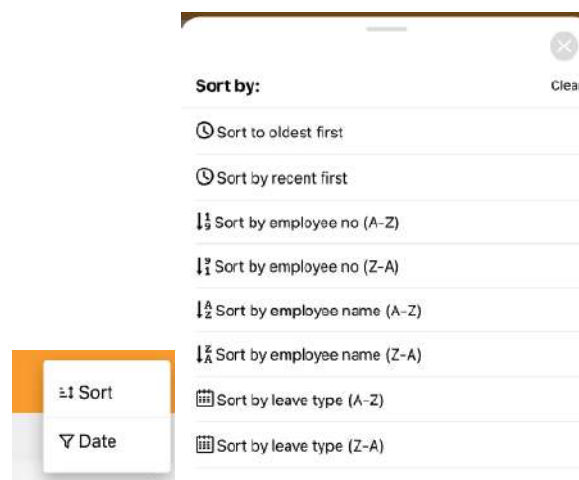 Sort by:
Clear
Sort to oldest first
Sort by recent first
Sort by employee no (A-Z)
Sort by employee no (Z-A)
Sort by employee name (A-Z)
Sort by employee name (Z-A)
Sort by leave type (A-Z)
Sort by leave type (Z-A)
Sort
Date